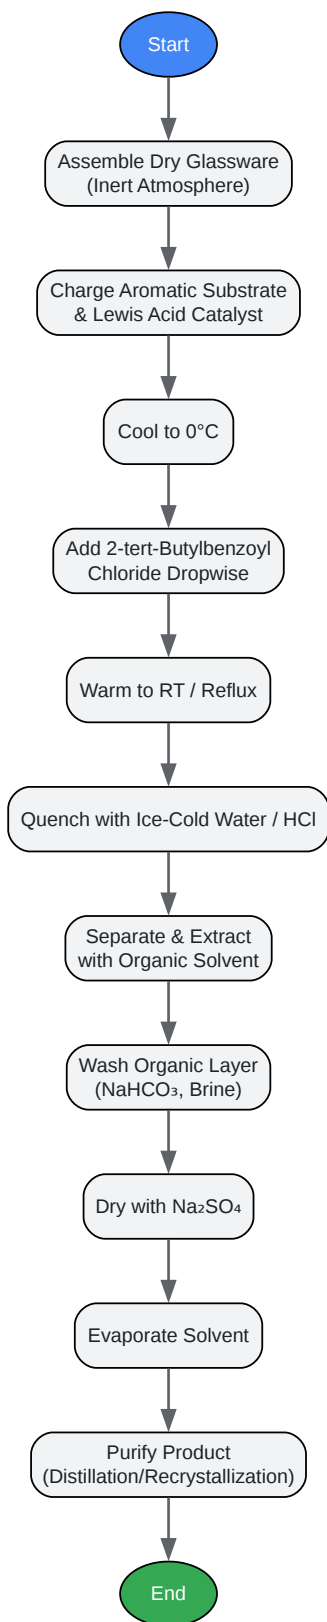 Start
Assemble Dry Glassware
(Inert Atmosphere)
Charge Aromatic Substrate
& Lewis Acid Catalyst
Cool to 0°C
Add 2-tert-Butylbenzoyl
Chloride Dropwise
Warm to RT / Reflux
Quench with Ice-Cold Water / HCl
Separate & Extract
with Organic Solvent
Wash Organic Layer
(NaHCO₃, Brine)
Dry with Na₂SO₄
Evaporate Solvent
Purify Product
(Distillation/Recrystallization)
End